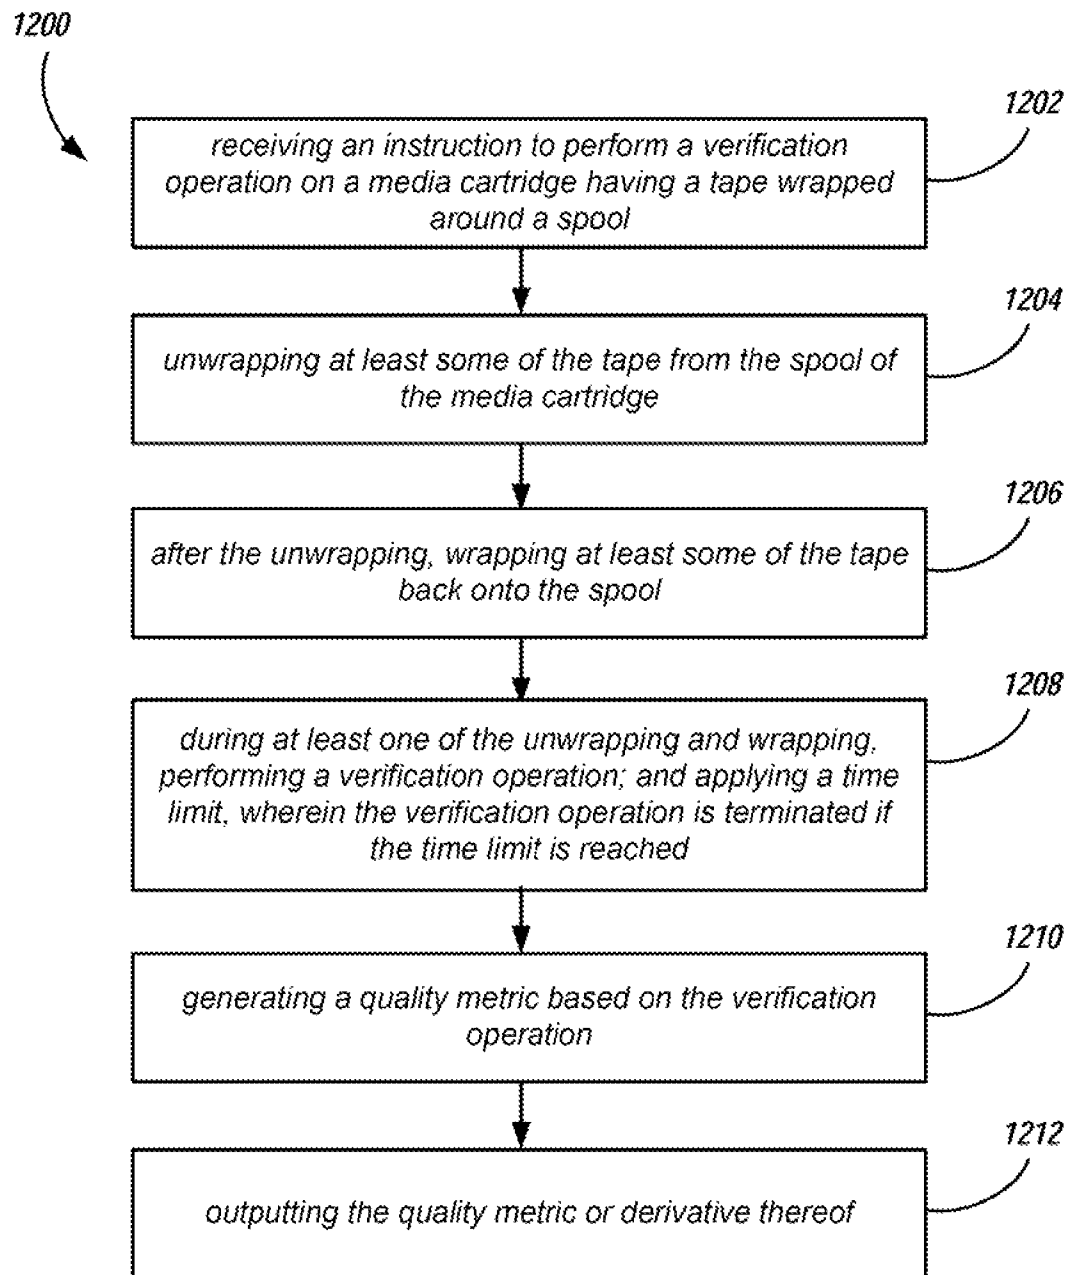 1200
1202
receiving an instruction to perform a verification
operation on a media cartridge having a tape wrapped
around a spool
1204
unwrapping at least some of the tape from the spool of
the media cartridge
1206
after the unwrapping, wrapping at least some of the tape
back onto the spool
1208
during at least one of the unwrapping and wrapping,
performing a verification operation; and applying a time
limit, wherein the verification operation is terminated if
the time limit is reached
1210
generating a quality metric based on the verification
operation
1212
outputting the quality metric or derivative thereof